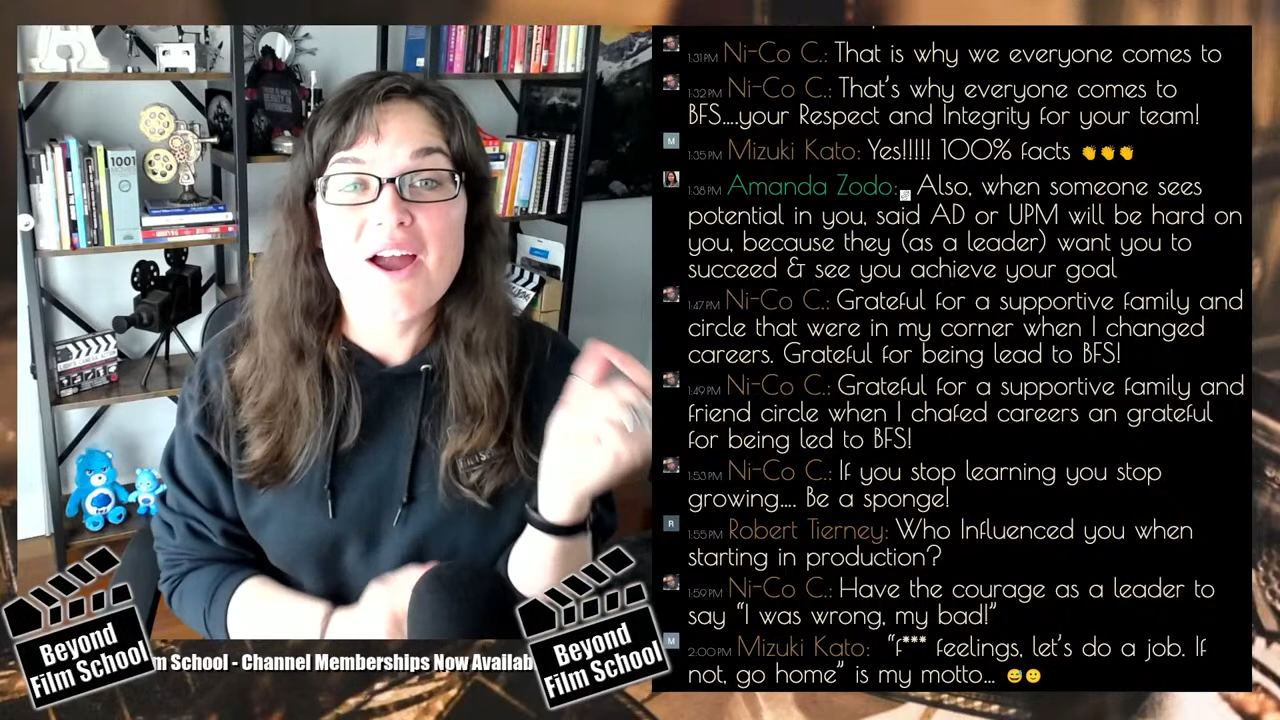 1001
1:31 PM Ni-Co C.: That is why we everyone comes to
1:32 PM Ni-Co C.: That's why everyone comes to
BFS....your Respect and Integrity for your team!
M 1:35 PM Mizuki Kato: Yes!!!!! 100% facts 👏👏👏
1:38 PM Amanda Zodo: Also, when someone sees
potential in you, said AD or UPM will be hard on
you, because they (as a leader) want you to
succeed & see you achieve your goal
1:47 PM Ni-Co C.: Grateful for a supportive family and
circle that were in my corner when I changed
careers. Grateful for being lead to BFS!
1:49 PM Ni-Co C.: Grateful for a supportive family and
friend circle when I chafed careers an grateful
for being led to BFS!
1:53 PM Ni-Co C.: If you stop learning you stop
growing.... Be a sponge!
R 1:55 PM Robert Tierney: Who Influenced you when
starting in production?
1:59 PM Ni-Co C.: Have the courage as a leader to
say "I was wrong, my bad!"
M 2:00 PM Mizuki Kato: "f*** feelings, let's do a job. If
not, go home" is my motto... 😅🙂
Beyond
Film School
m School - Channel Memberships Now Availab
Beyond
Film School